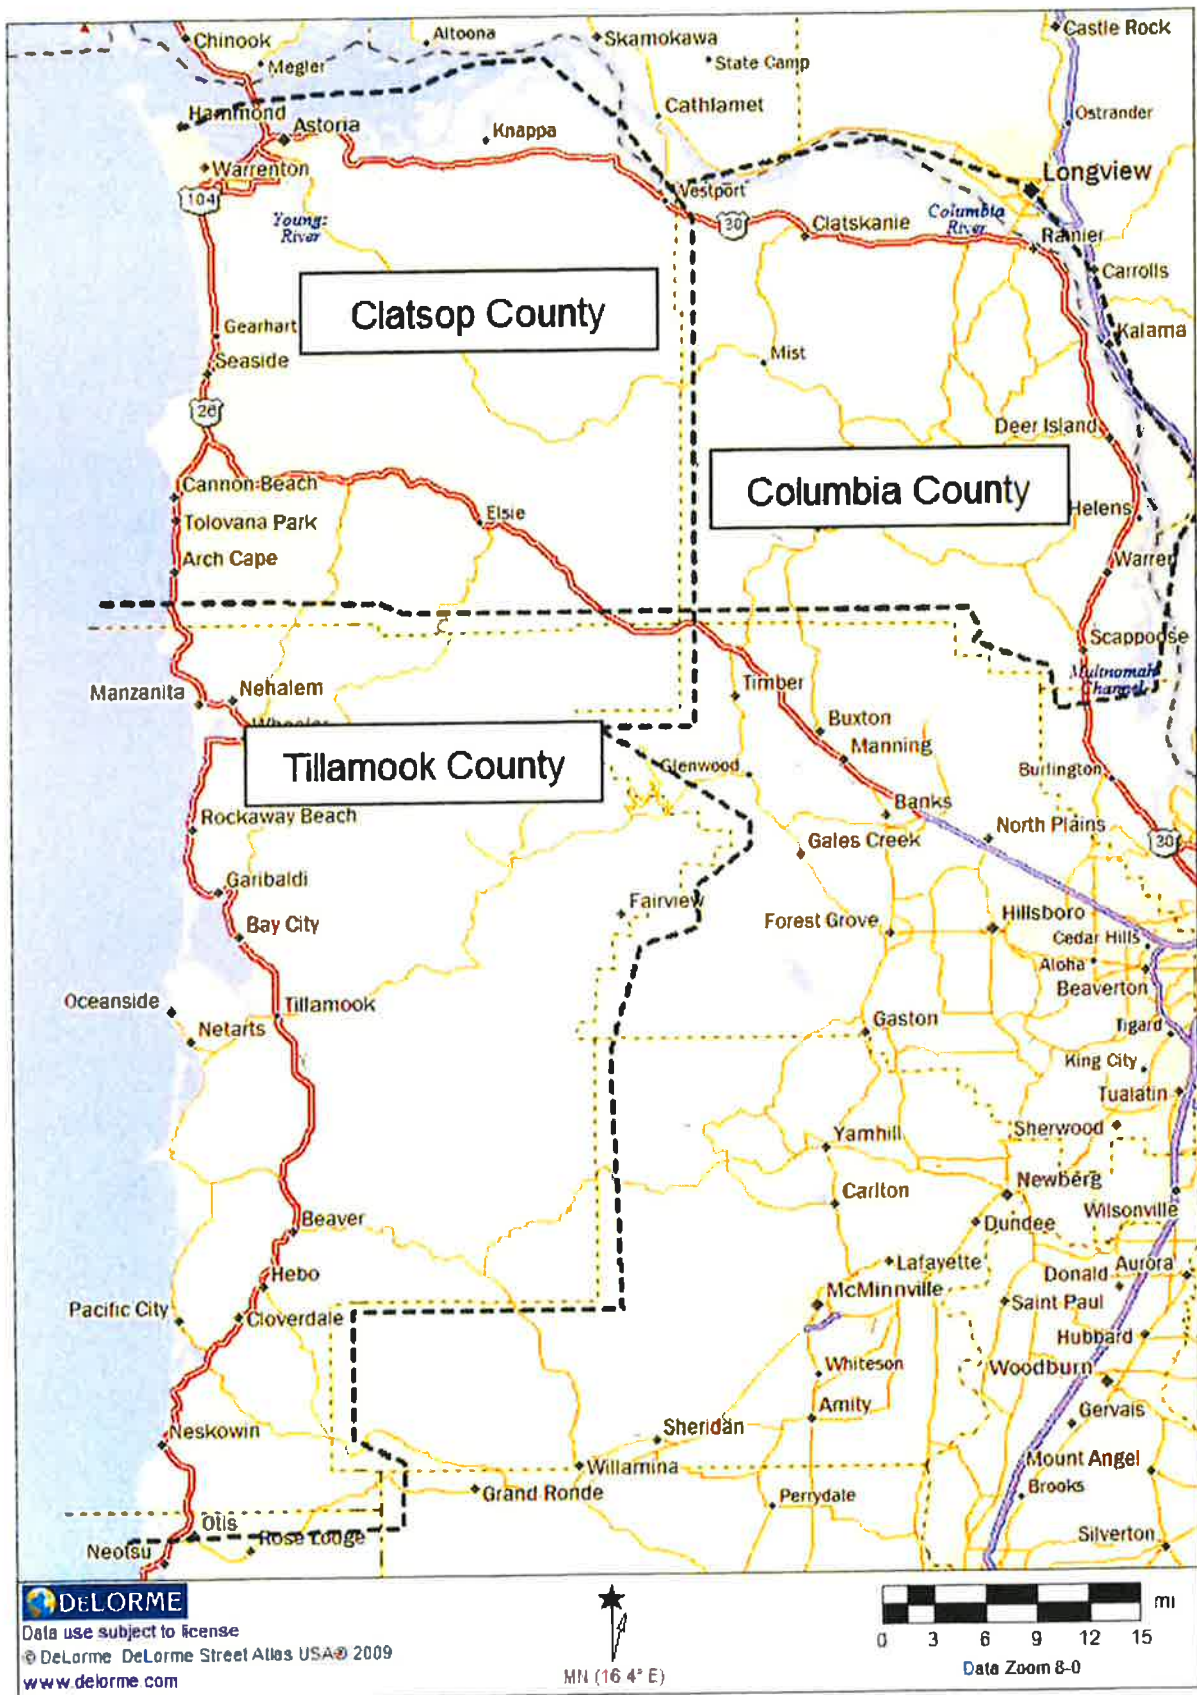 Chinook
Altoona
Skamokawa
Castle Rock
Megler
State Camp
Hammond
Cathlamet
Ostrander
Astoria
Knappa
Warrenton
Longview
104
Westport
Young's
River
30
Clatskanie
Columbia
River
Rainier
Carrolls
Clatsop County
Gearhart
Kalama
Seaside
Mist
26
Deer Island
Cannon Beach
Columbia County
Tolovana Park
Elsie
Helens
Arch Cape
Warren
Scappoose
Multnomah
Channel
Manzanita
Nehalem
Timber
Wheeler
Buxton
Tillamook County
Manning
Glenwood
Burlington
Rockaway Beach
Banks
Gales Creek
North Plains
30
Garibaldi
Fairview
Bay City
Forest Grove
Hillsboro
Cedar Hills
Aloha
Beaverton
Oceanside
Tillamook
Netarts
Gaston
Tigard
King City
Tualatin
Yamhill
Sherwood
Carlton
Newberg
Beaver
Dundee
Wilsonville
Hebo
Lafayette
Donald
Aurora
Pacific City
Cloverdale
McMinnville
Saint Paul
Hubbard
Whiteson
Woodburn
Neskowin
Sheridan
Amity
Gervais
Willamina
Mount Angel
Grand Ronde
Perrydale
Brooks
Otis
Rose Lodge
Silverton
Neotsu
DELORME
Data use subject to license
© DeLorme DeLorme Street Atlas USA® 2009
www.delorme.com
MN (16.4° E)
mi
0 3 6 9 12 15
Data Zoom 8-0